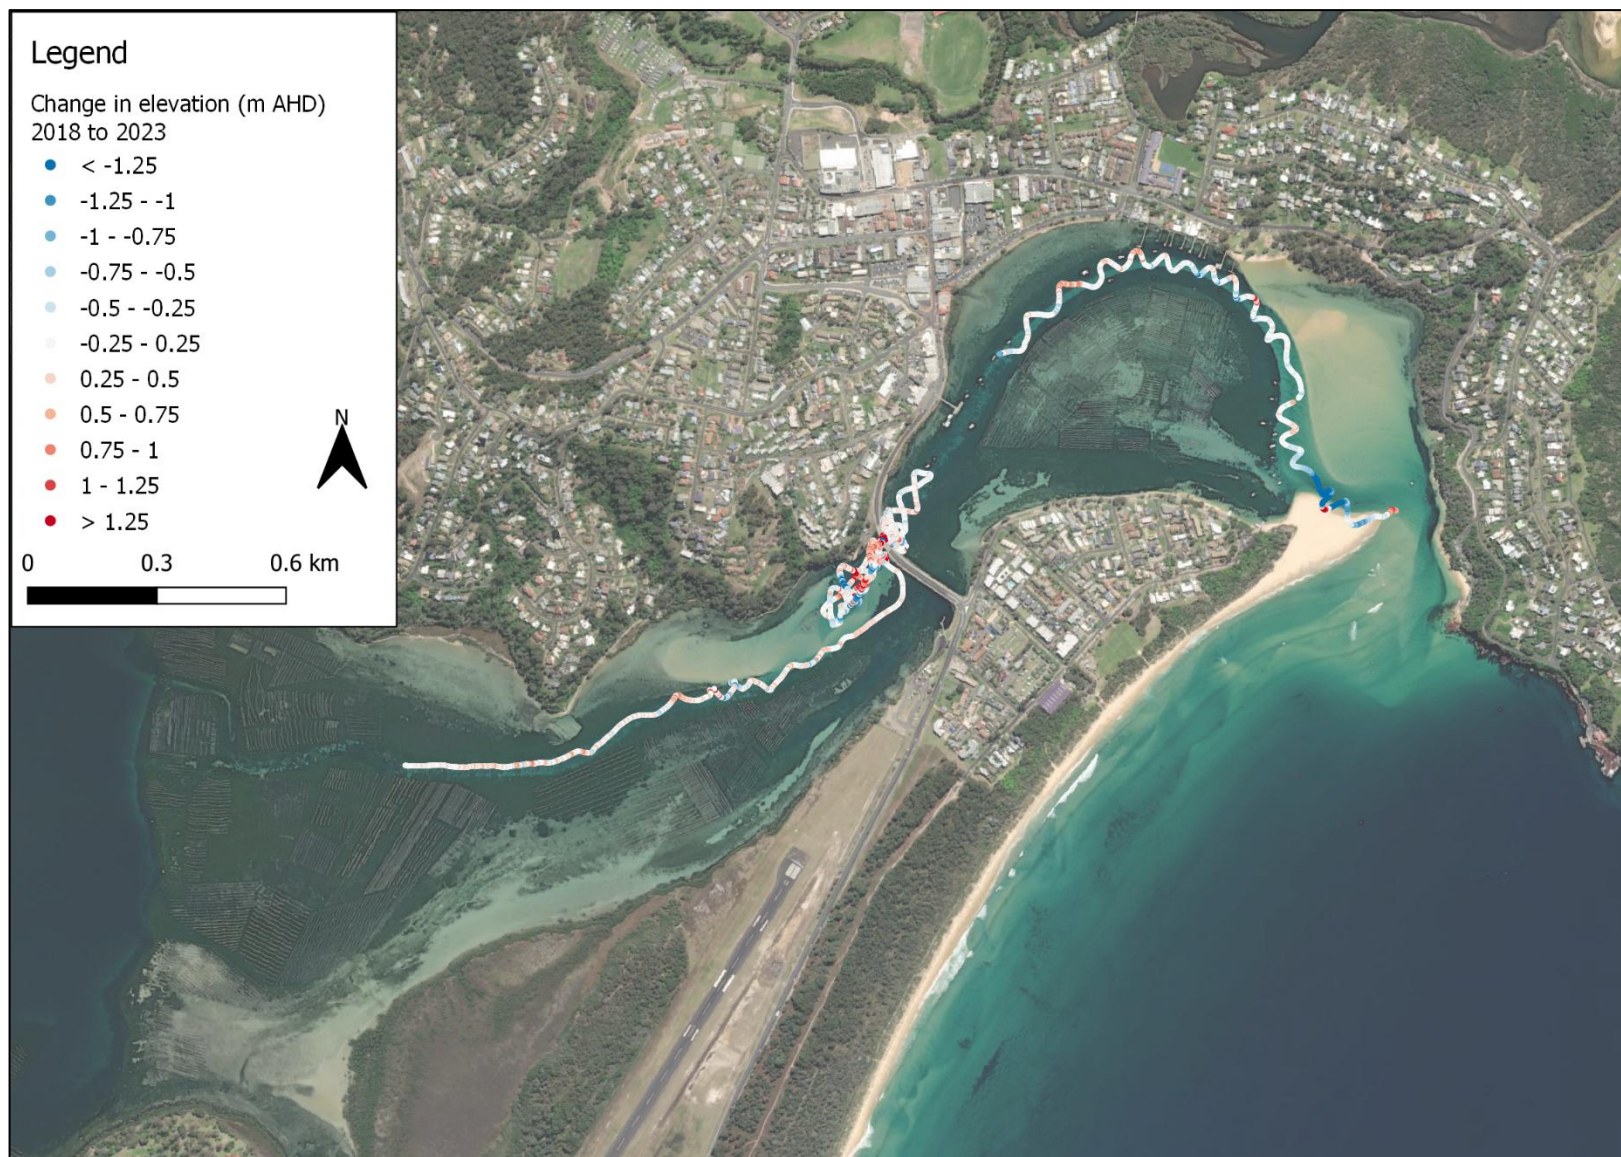 Legend
Change in elevation (m AHD)
2018 to 2023
< -1.25
-1.25 - -1
-1 - -0.75
-0.75 - -0.5
-0.5 - -0.25
-0.25 - 0.25
0.25 - 0.5
0.5 - 0.75
0.75 - 1
1 - 1.25
> 1.25
N
0 0.3 0.6 km